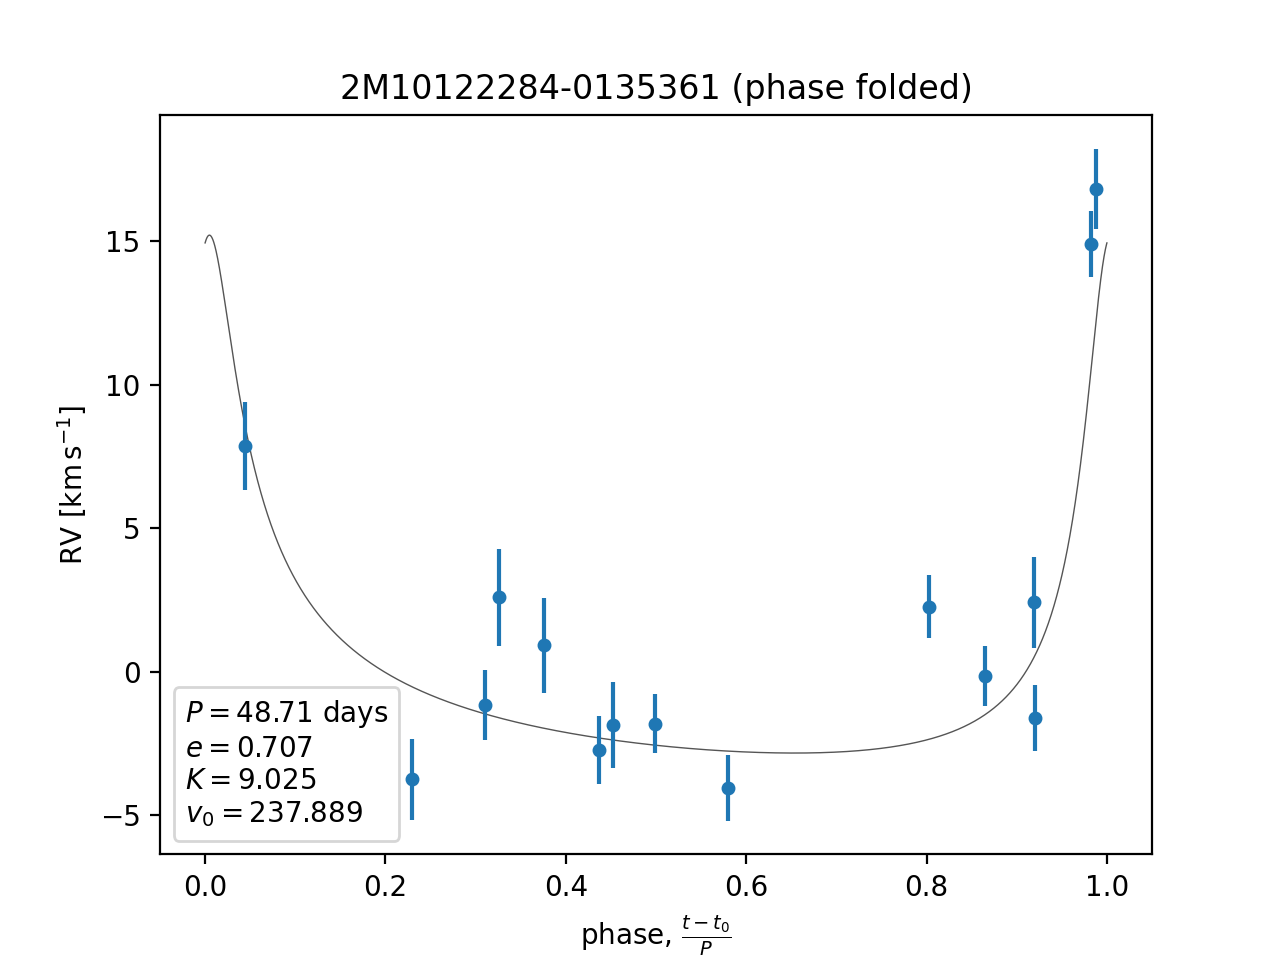 2M10122284-0135361 (phase folded)
RV [km s⁻¹]
15
10
5
0
−5
P = 48.71 days
e = 0.707
K = 9.025
v₀ = 237.889
0.0 0.2 0.4 0.6 0.8 1.0
phase, (t − t₀)/P